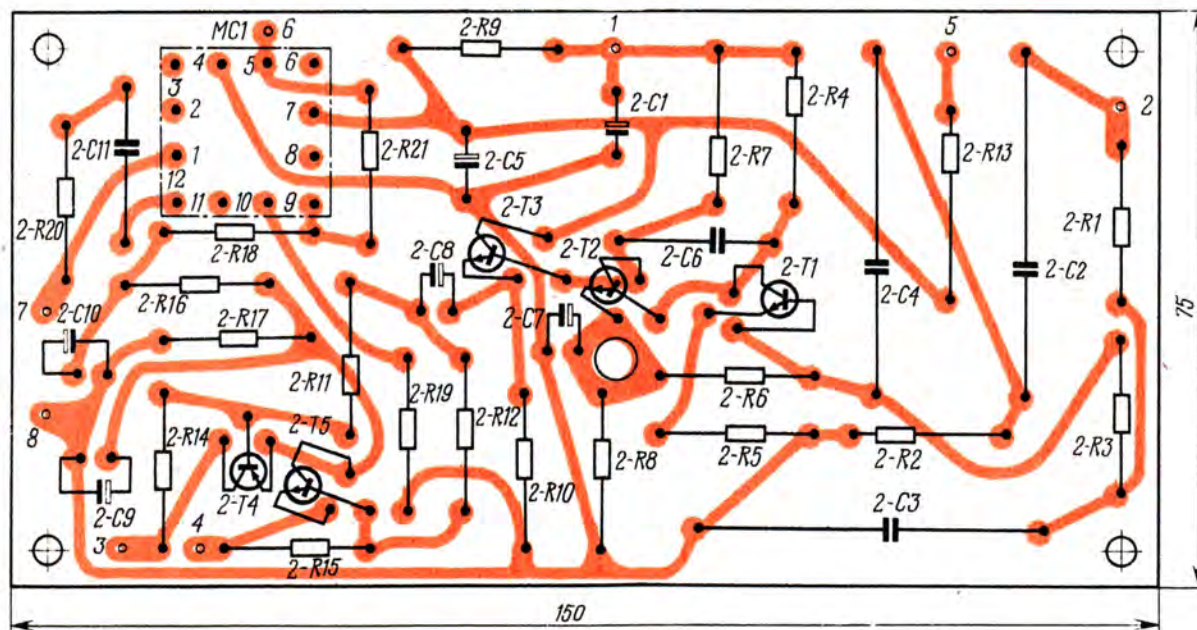 МС1 6 2-R9 1 5
4 5 6 2-R4 2
3 2 7 2-C1
2-C11 2-R21 2-C5 2-R7 2-R13
1 8
12 11 10 9 2-T3 2-R1
2-R20 2-R18 2-C8 2-T2 2-C6 2-T1 2-C4 2-C2
7 2-C10 2-R16 2-C7
2-R17
2-R11 2-R19 2-R12 2-R6
8 2-R14 2-T5 2-R5 2-R2 2-R3
2-C9 2-T4 2-R10 2-R8 2-C3
3 4 2-R15
75
150